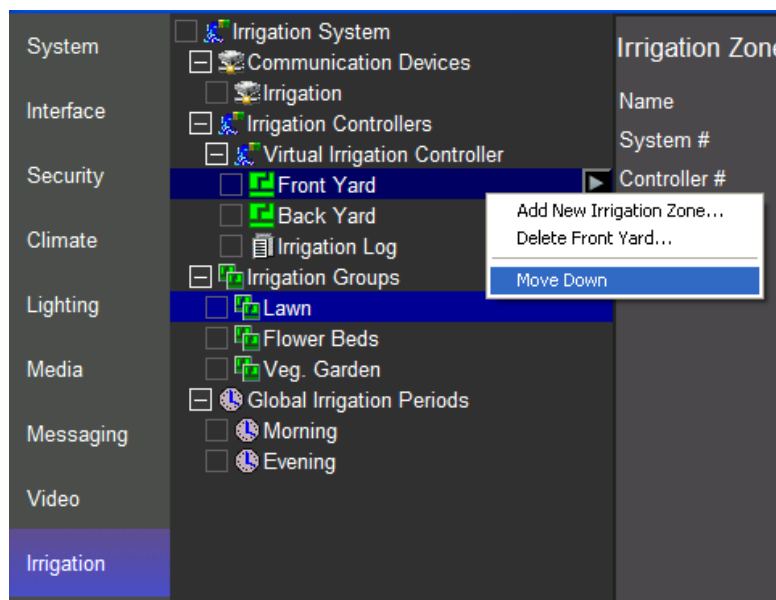 System
Interface
Security
Climate
Lighting
Media
Messaging
Video
Irrigation
Irrigation System
Communication Devices
Irrigation
Irrigation Controllers
Virtual Irrigation Controller
Front Yard
Back Yard
Irrigation Log
Irrigation Groups
Lawn
Flower Beds
Veg. Garden
Global Irrigation Periods
Morning
Evening
Add New Irrigation Zone...
Delete Front Yard...
Move Down
Irrigation Zone
Name
System #
Controller #